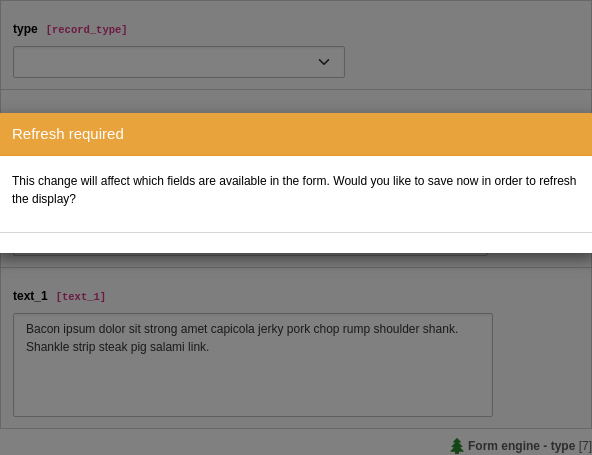 type [record_type]
Refresh required
This change will affect which fields are available in the form. Would you like to save now in order to refresh
the display?
text_1 [text_1]
Bacon ipsum dolor sit strong amet capicola jerky pork chop rump shoulder shank.
Shankle strip steak pig salami link.
Form engine - type [7]